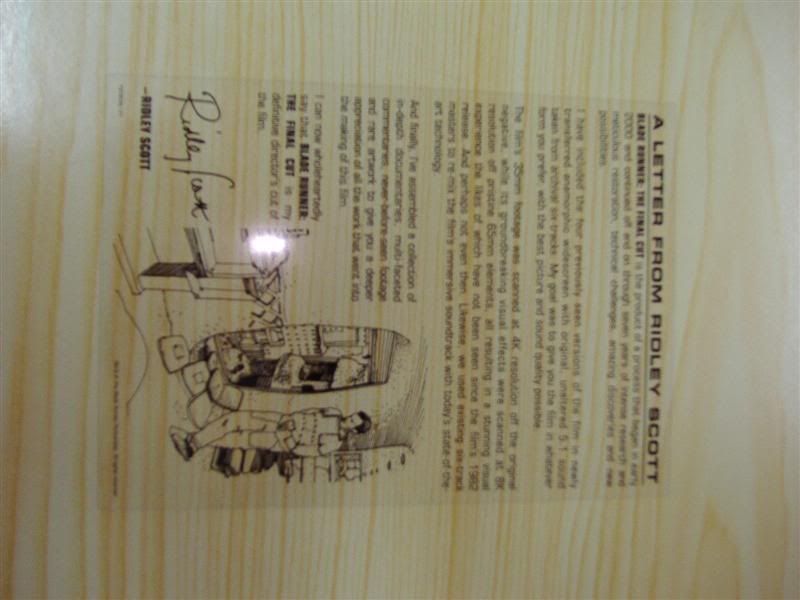 A LETTER FROM RIDLEY SCOTT
BLADE RUNNER: THE FINAL CUT is the product of a process that began in early
2000 and continued off and on through seven years of intense research and
meticulous restoration, technical challenges, amazing discoveries and new
possibilities.
I have included the four previously seen versions of the film in newly
transferred anamorphic widescreen with original, unaltered 5.1 sound
taken from archival six-tracks. My goal was to give you the film in whatever
form you prefer, with the best picture and sound quality possible.
The film's 35mm footage was scanned at 4K resolution off the original
negative, while its groundbreaking visual effects were scanned at 8K
resolution off pristine 65mm elements, all resulting in a stunning visual
experience the likes of which have not been seen since the film's 1982
release. And perhaps not even then. Likewise, we used existing six-track
masters to re-mix the film's immersive soundtrack with today's state-of-the-
art technology.
And finally, I've assembled a collection of
in-depth documentaries, multi-faceted
commentaries, never-before-seen footage
and rare artwork to give you a deeper
appreciation of all the work that went into
the making of this film.
I can now wholeheartedly
say that BLADE RUNNER:
THE FINAL CUT is my
definitive director's cut of
the film.
Ridley Scott
—RIDLEY SCOTT